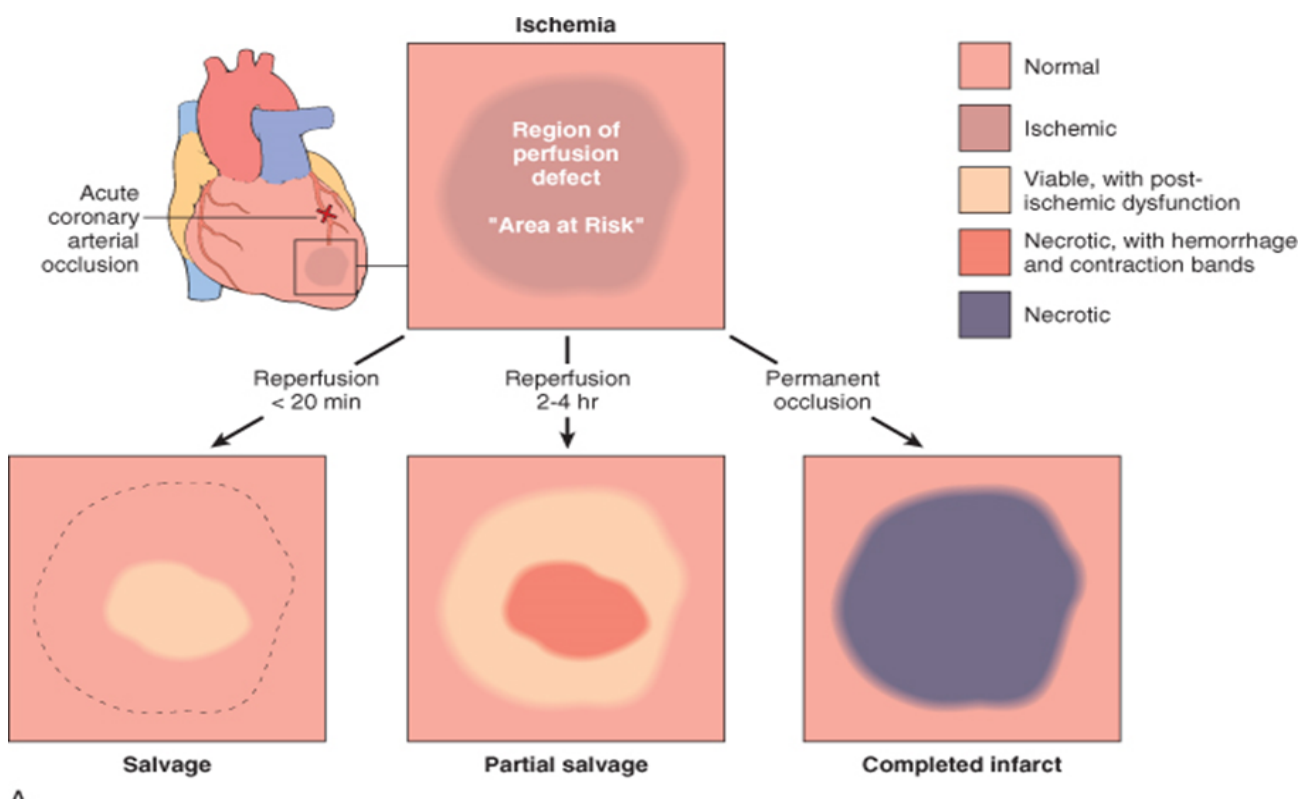 Ischemia
Region of
perfusion
defect
"Area at Risk"
Acute
coronary
arterial
occlusion
Normal
Ischemic
Viable, with post-
ischemic dysfunction
Necrotic, with hemorrhage
and contraction bands
Necrotic
Reperfusion
< 20 min
Reperfusion
2-4 hr
Permanent
occlusion
Salvage
Partial salvage
Completed infarct
A